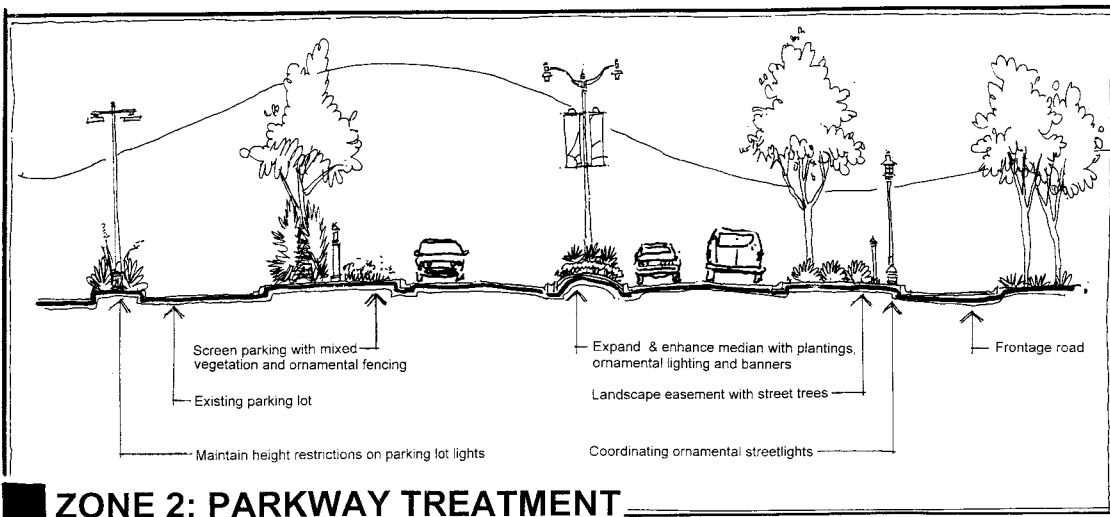 Screen parking with mixed
vegetation and ornamental fencing
Existing parking lot
Maintain height restrictions on parking lot lights
Expand & enhance median with plantings,
ornamental lighting and banners
Landscape easement with street trees
Coordinating ornamental streetlights
Frontage road
ZONE 2: PARKWAY TREATMENT